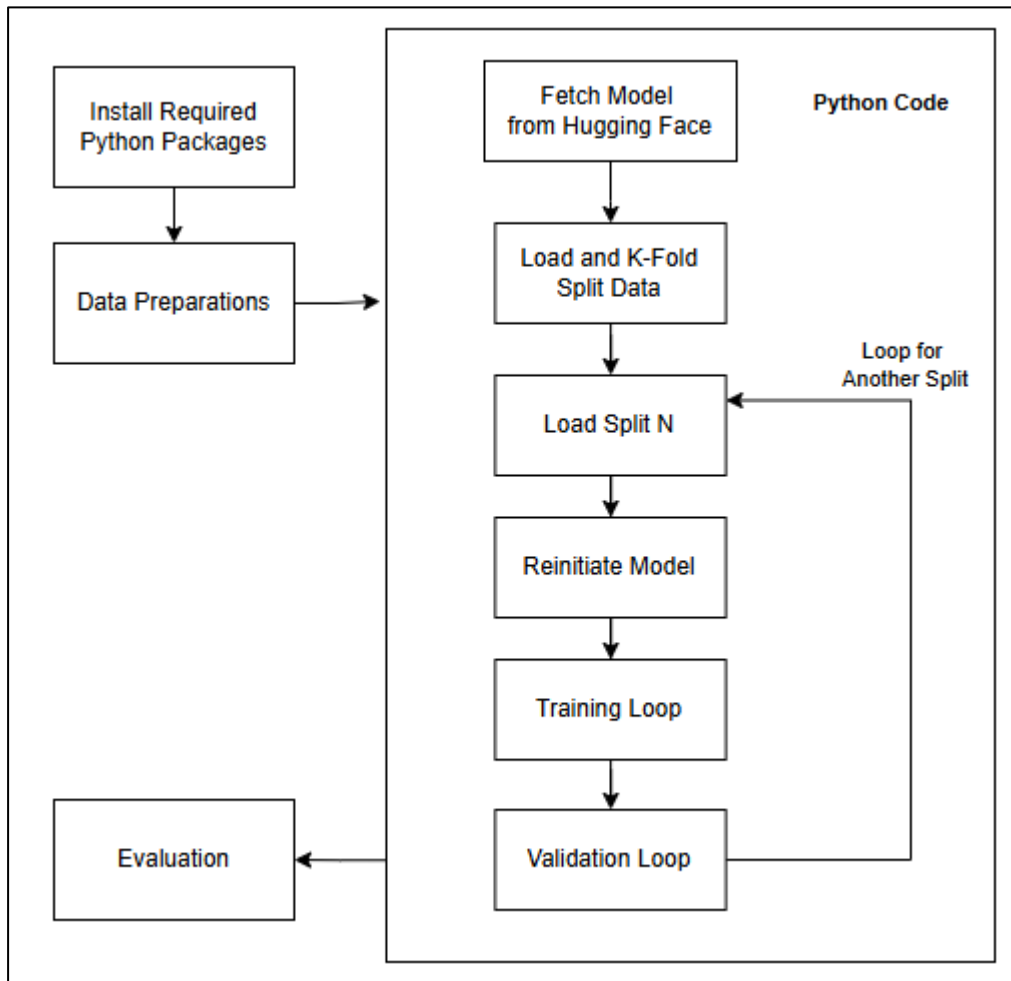 Install Required
Python Packages
Data Preparations
Evaluation
Python Code
Fetch Model
from Hugging Face
Load and K-Fold
Split Data
Loop for
Another Split
Load Split N
Reinitiate Model
Training Loop
Validation Loop